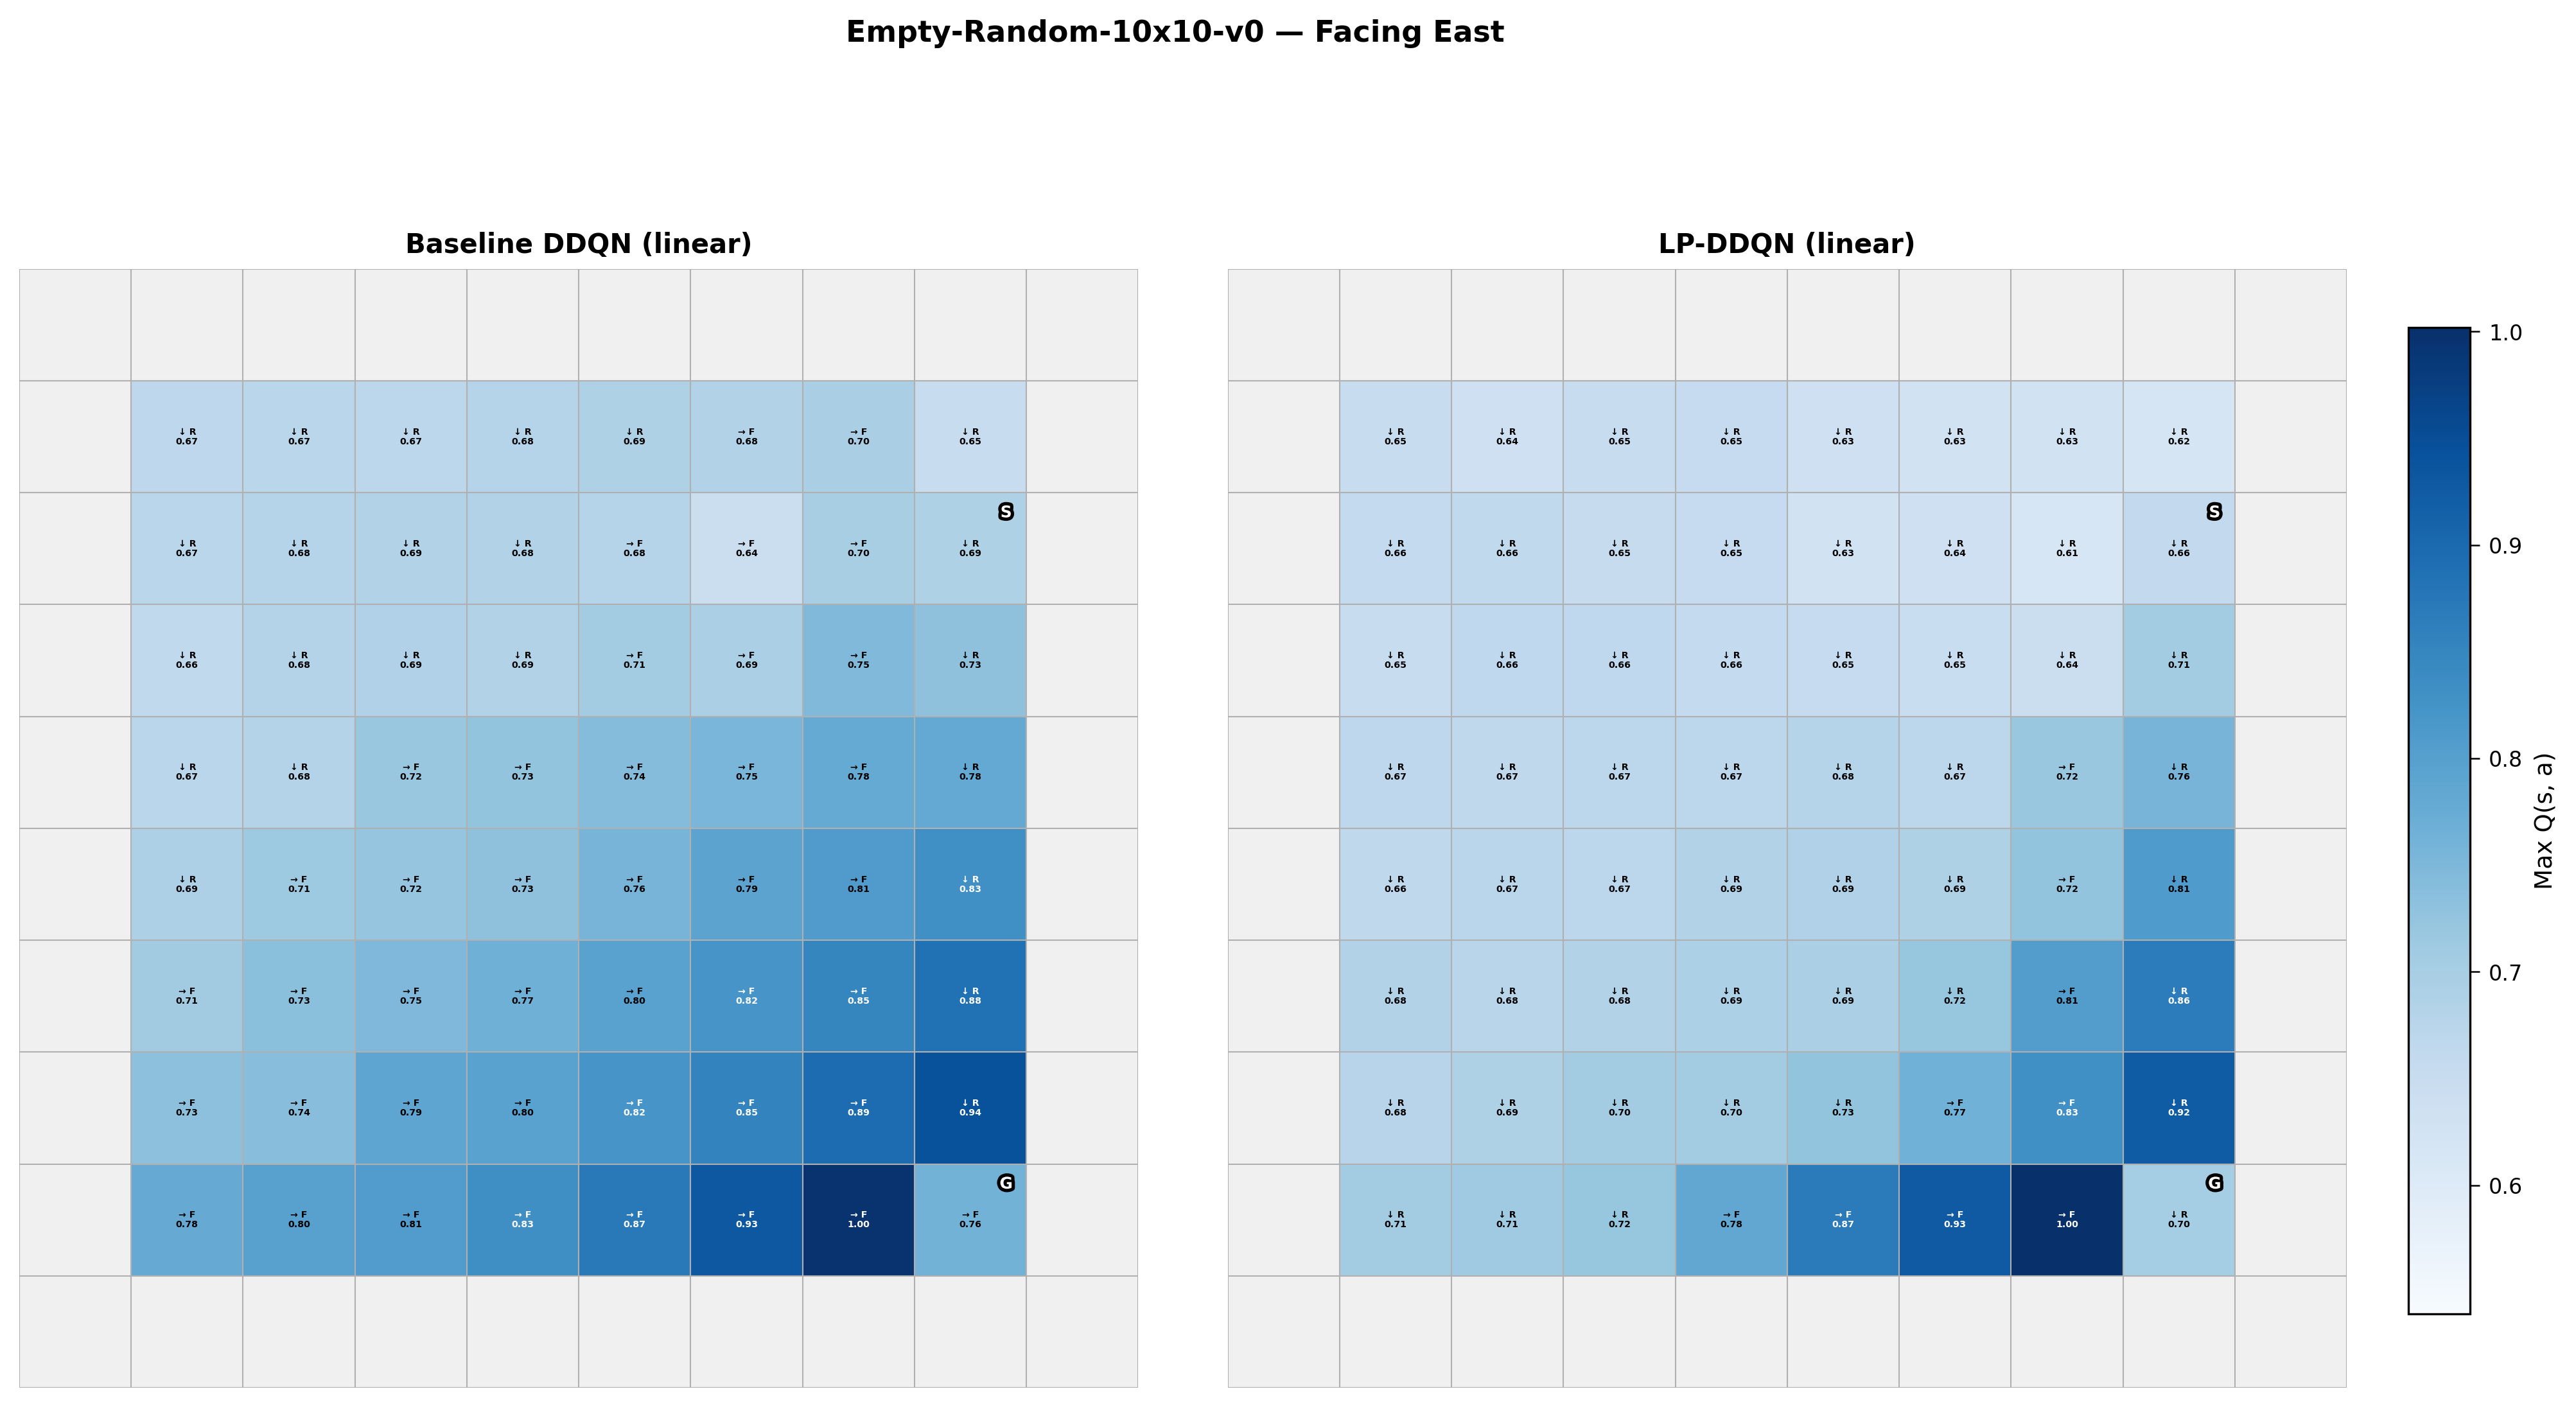 Empty-Random-10x10-v0 — Facing East
Baseline DDQN (linear)
↓ R ↓ R ↓ R ↓ R ↓ R → F → F ↓ R
0.67 0.67 0.67 0.68 0.69 0.68 0.70 0.65
S
↓ R ↓ R ↓ R ↓ R → F → F → F ↓ R
0.67 0.68 0.69 0.68 0.68 0.64 0.70 0.69
↓ R ↓ R ↓ R ↓ R → F → F → F ↓ R
0.66 0.68 0.69 0.69 0.71 0.69 0.75 0.73
↓ R ↓ R → F → F → F → F → F ↓ R
0.67 0.68 0.72 0.73 0.74 0.75 0.78 0.78
↓ R → F → F → F → F → F → F ↓ R
0.69 0.71 0.72 0.73 0.76 0.79 0.81 0.83
→ F → F → F → F → F → F → F ↓ R
0.71 0.73 0.75 0.77 0.80 0.82 0.85 0.88
→ F → F → F → F → F → F → F ↓ R
0.73 0.74 0.79 0.80 0.82 0.85 0.89 0.94
G
→ F → F → F → F → F → F → F → F
0.78 0.80 0.81 0.83 0.87 0.93 1.00 0.76
LP-DDQN (linear)
↓ R ↓ R ↓ R ↓ R ↓ R ↓ R ↓ R ↓ R
0.65 0.64 0.65 0.65 0.63 0.63 0.63 0.62
S
↓ R ↓ R ↓ R ↓ R ↓ R ↓ R ↓ R ↓ R
0.66 0.66 0.65 0.65 0.63 0.64 0.61 0.66
↓ R ↓ R ↓ R ↓ R ↓ R ↓ R ↓ R ↓ R
0.65 0.66 0.66 0.66 0.65 0.65 0.64 0.71
↓ R ↓ R ↓ R ↓ R ↓ R ↓ R → F ↓ R
0.67 0.67 0.67 0.67 0.68 0.67 0.72 0.76
↓ R ↓ R ↓ R ↓ R ↓ R ↓ R → F ↓ R
0.66 0.67 0.67 0.69 0.69 0.69 0.72 0.81
↓ R ↓ R ↓ R ↓ R ↓ R ↓ R → F ↓ R
0.68 0.68 0.68 0.69 0.69 0.72 0.81 0.86
↓ R ↓ R ↓ R ↓ R ↓ R → F → F ↓ R
0.68 0.69 0.70 0.70 0.73 0.77 0.83 0.92
G
↓ R ↓ R ↓ R → F → F → F → F ↓ R
0.71 0.71 0.72 0.78 0.87 0.93 1.00 0.70
1.0
0.9
0.8
0.7
0.6
Max Q(s, a)